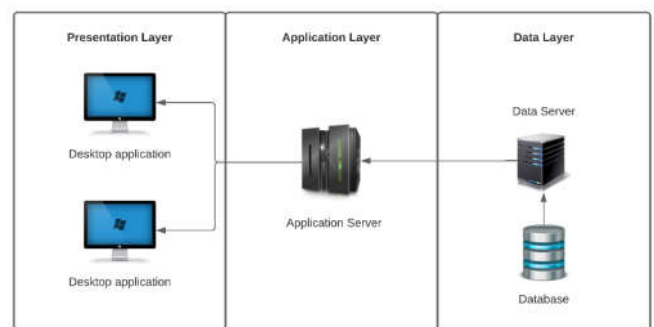 Presentation Layer
Application Layer
Data Layer
Desktop application
Desktop application
Application Server
Data Server
Database